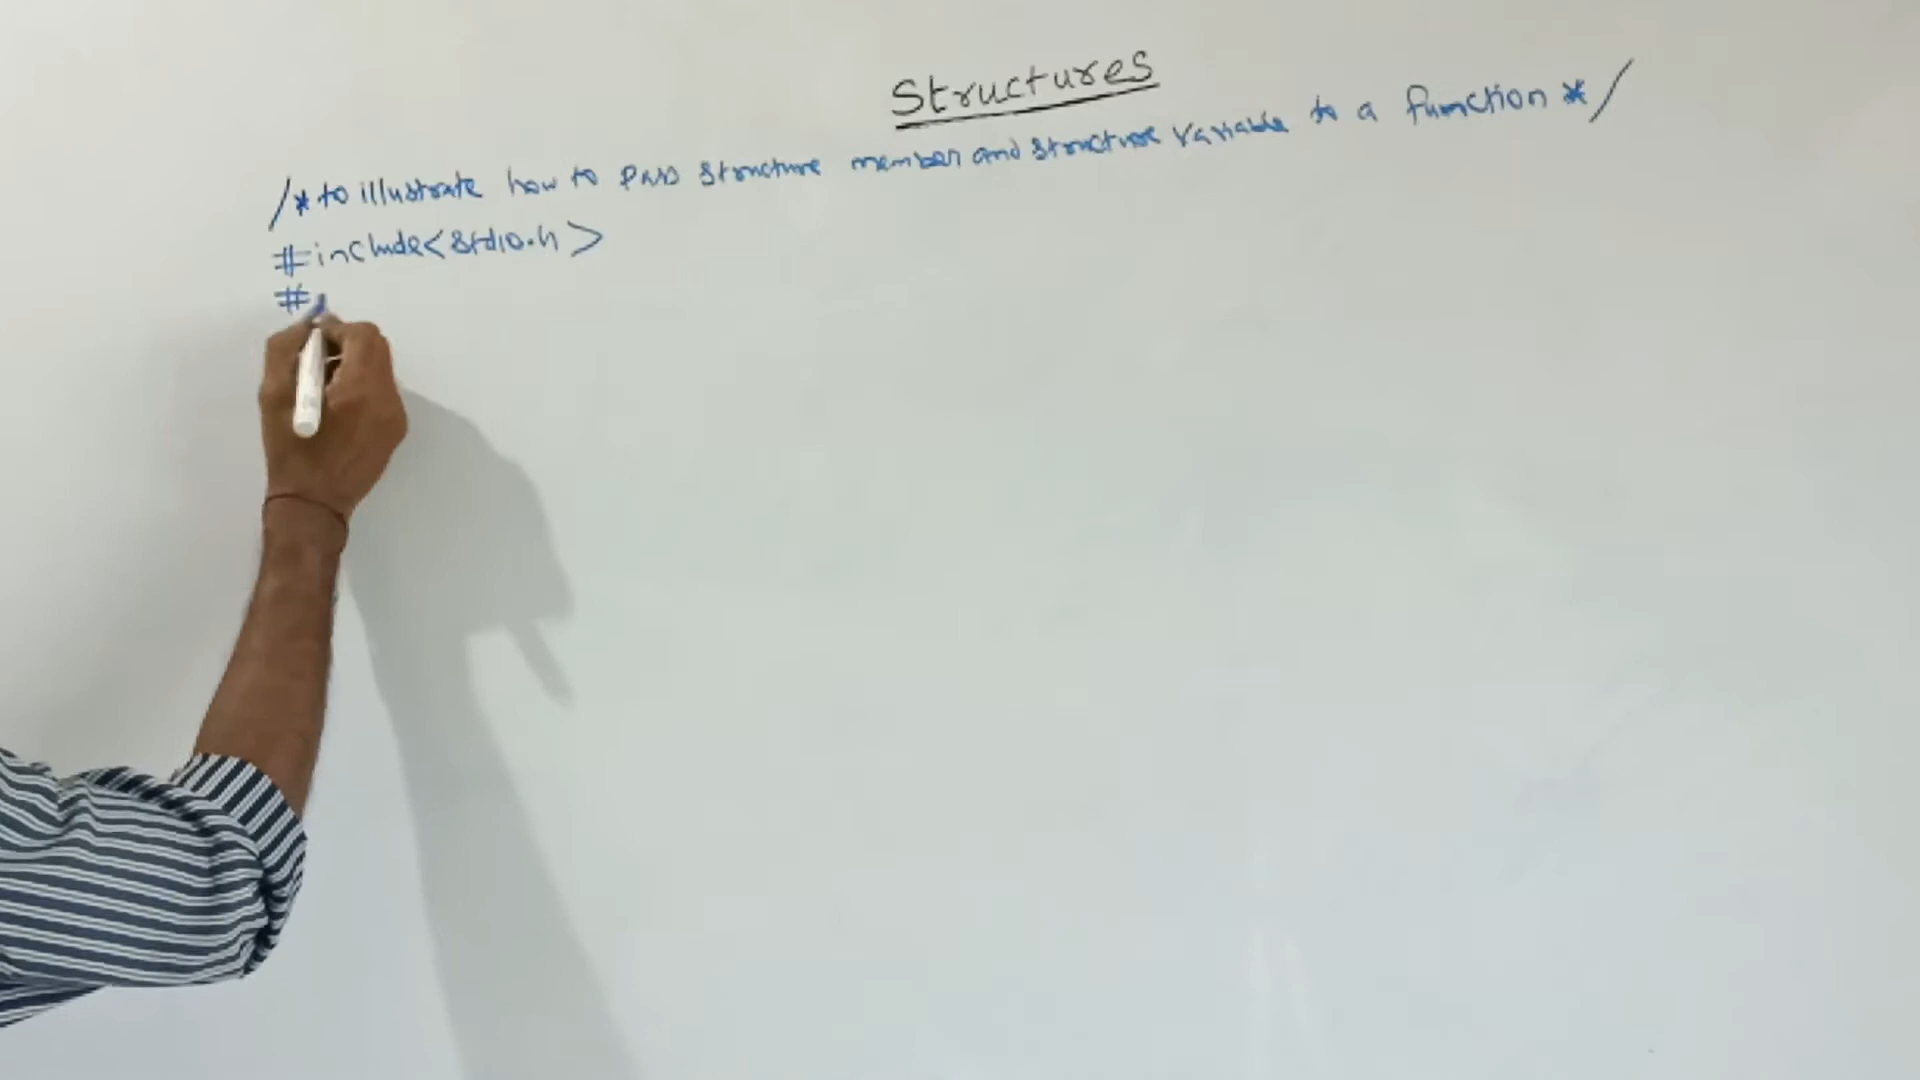 Structures
/* to illustrate how to pass structure member and structure variable to a function */
#include<stdio.h>
#